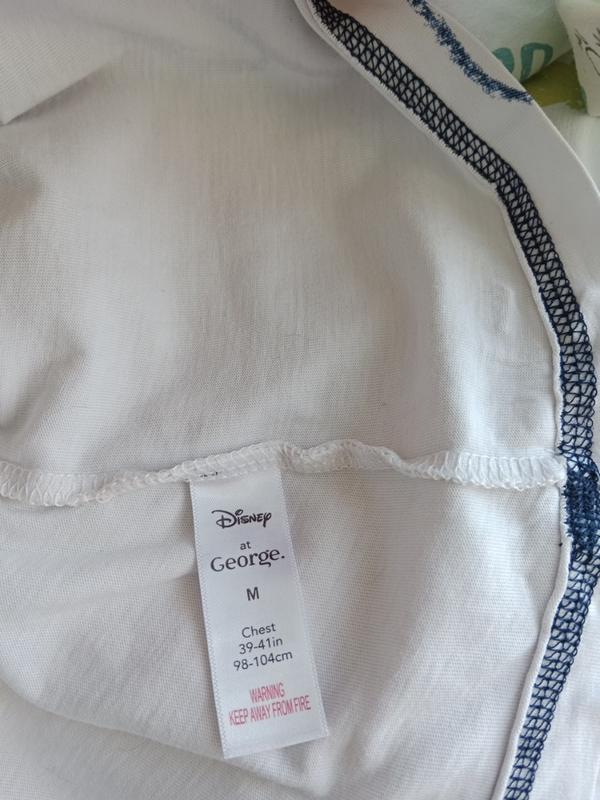 Disney
at
George.
M
Chest
39-41in
98-104cm
WARNING
KEEP AWAY FROM FIRE